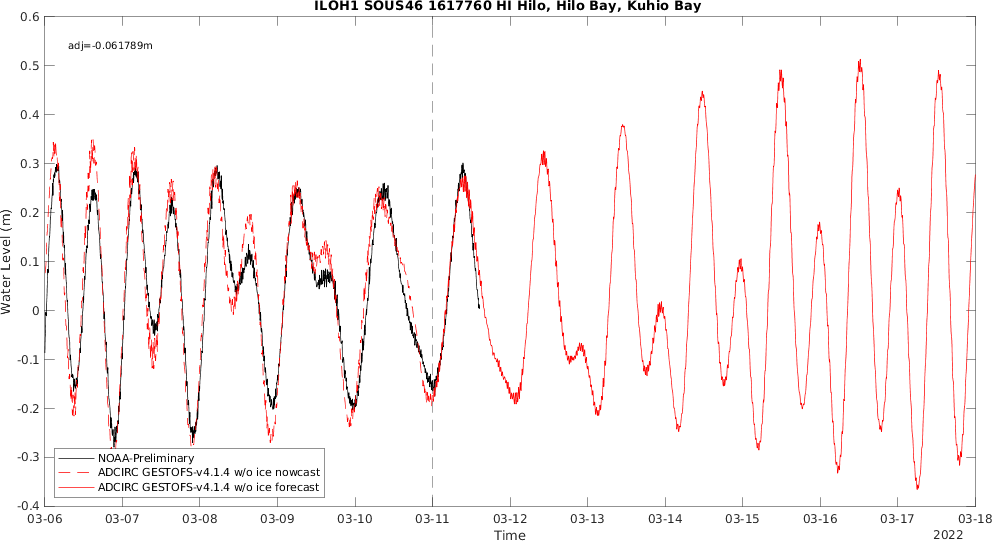 ILOH1 SOUS46 1617760 HI Hilo, Hilo Bay, Kuhio Bay
adj=-0.061789m
0.6
0.5
0.4
0.3
0.2
0.1
0
-0.1
-0.2
-0.3
-0.4
Water Level (m)
NOAA-Preliminary
ADCIRC GESTOFS-v4.1.4 w/o ice nowcast
ADCIRC GESTOFS-v4.1.4 w/o ice forecast
03-06 03-07 03-08 03-09 03-10 03-11 03-12 03-13 03-14 03-15 03-16 03-17 03-18
Time
2022